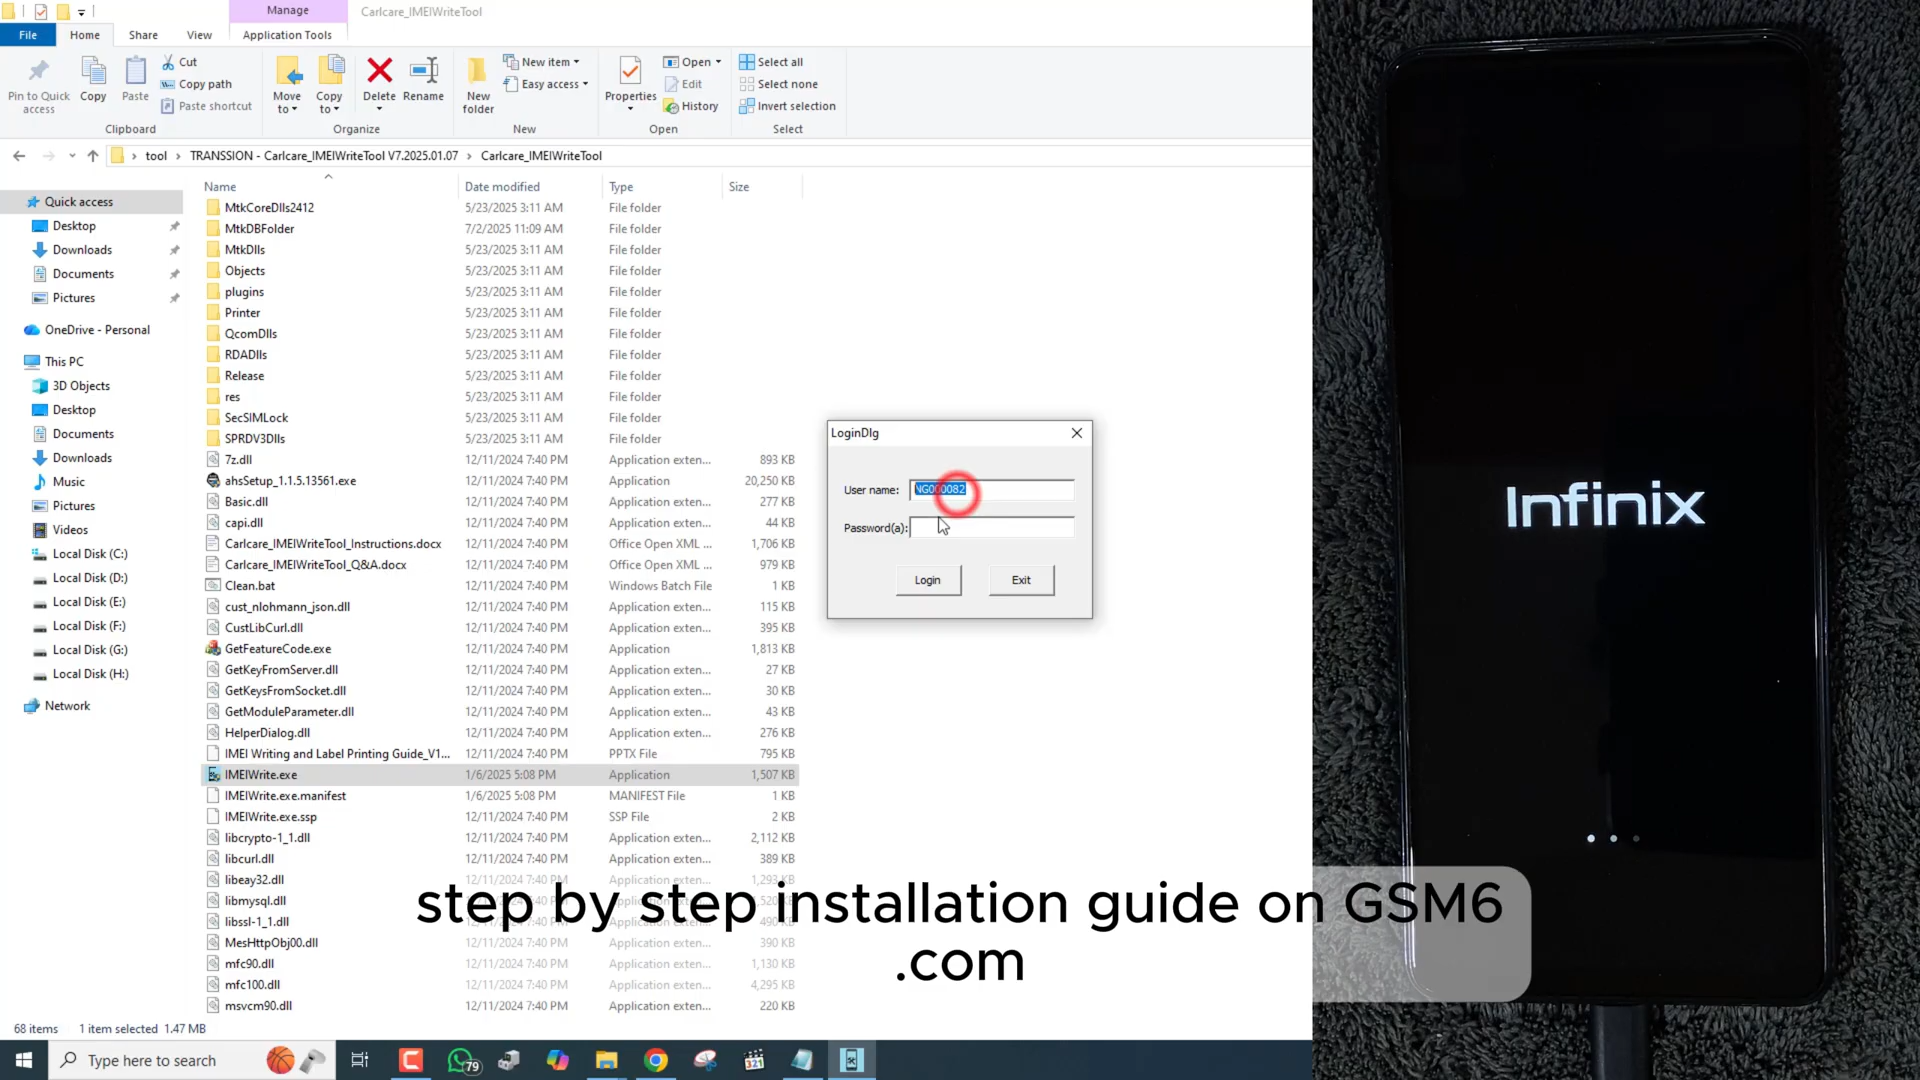 Manage
Carlcare_IMEIWriteTool
File
Home
Share
View
Application Tools
Pin to Quick access
Copy
Paste
Cut
Copy path
Paste shortcut
Clipboard
Move to
Copy to
Delete
Rename
Organize
New folder
New item
Easy access
New
Properties
Open
Edit
History
Open
Select all
Select none
Invert selection
Select
tool
TRANSSION - Carlcare_IMEIWriteTool V7.2025.01.07
Carlcare_IMEIWriteTool
Quick access
Desktop
Downloads
Documents
Pictures
OneDrive - Personal
This PC
3D Objects
Desktop
Documents
Downloads
Music
Pictures
Videos
Local Disk (C:)
Local Disk (D:)
Local Disk (E:)
Local Disk (F:)
Local Disk (G:)
Local Disk (H:)
Network
Name Date modified Type Size
MtkCoreDlls2412 5/23/2025 3:11 AM File folder
MtkDBFolder 7/2/2025 11:09 AM File folder
MtkDlls 5/23/2025 3:11 AM File folder
Objects 5/23/2025 3:11 AM File folder
plugins 5/23/2025 3:11 AM File folder
Printer 5/23/2025 3:11 AM File folder
QcomDlls 5/23/2025 3:11 AM File folder
RDADlls 5/23/2025 3:11 AM File folder
Release 5/23/2025 3:11 AM File folder
res 5/23/2025 3:11 AM File folder
SecSIMLock 5/23/2025 3:11 AM File folder
SPRDV3Dlls 5/23/2025 3:11 AM File folder
7z.dll 12/11/2024 7:40 PM Application exten... 893 KB
ahsSetup_1.1.5.13561.exe 12/11/2024 7:40 PM Application 20,250 KB
Basic.dll 12/11/2024 7:40 PM Application exten... 277 KB
capi.dll 12/11/2024 7:40 PM Application exten... 44 KB
Carlcare_IMEIWriteTool_Instructions.docx 12/11/2024 7:40 PM Office Open XML ... 1,706 KB
Carlcare_IMEIWriteTool_Q&A.docx 12/11/2024 7:40 PM Office Open XML ... 979 KB
Clean.bat 12/11/2024 7:40 PM Windows Batch File 1 KB
cust_nlohmann_json.dll 12/11/2024 7:40 PM Application exten... 115 KB
CustLibCurl.dll 12/11/2024 7:40 PM Application exten... 395 KB
GetFeatureCode.exe 12/11/2024 7:40 PM Application 1,813 KB
GetKeyFromServer.dll 12/11/2024 7:40 PM Application exten... 27 KB
GetKeysFromSocket.dll 12/11/2024 7:40 PM Application exten... 30 KB
GetModuleParameter.dll 12/11/2024 7:40 PM Application exten... 43 KB
HelperDialog.dll 12/11/2024 7:40 PM Application exten... 276 KB
IMEI Writing and Label Printing Guide_V1... 12/11/2024 7:40 PM PPTX File 795 KB
IMEIWrite.exe 1/6/2025 5:08 PM Application 1,507 KB
IMEIWrite.exe.manifest 1/6/2025 5:08 PM MANIFEST File 1 KB
IMEIWrite.exe.ssp 12/11/2024 7:40 PM SSP File 2 KB
libcrypto-1_1.dll 12/11/2024 7:40 PM Application exten... 2,112 KB
libcurl.dll 12/11/2024 7:40 PM Application exten... 389 KB
libeay32.dll 12/11/2024 7:40 PM Application exten... 1,293 KB
libmysql.dll
libssl-1_1.dll
MesHttpObj00.dll 12/11/2024 7:40 PM Application exten... 390 KB
mfc90.dll 12/11/2024 7:40 PM Application exten... 1,130 KB
mfc100.dll 12/11/2024 7:40 PM Application exten... 4,295 KB
msvcm90.dll 12/11/2024 7:40 PM Application exten... 220 KB
LoginDlg
User name:
Password(a):
Login
Exit
Infinix
step by step installation guide on GSM6
.com
68 items 1 item selected 1.47 MB
Type here to search
79
321